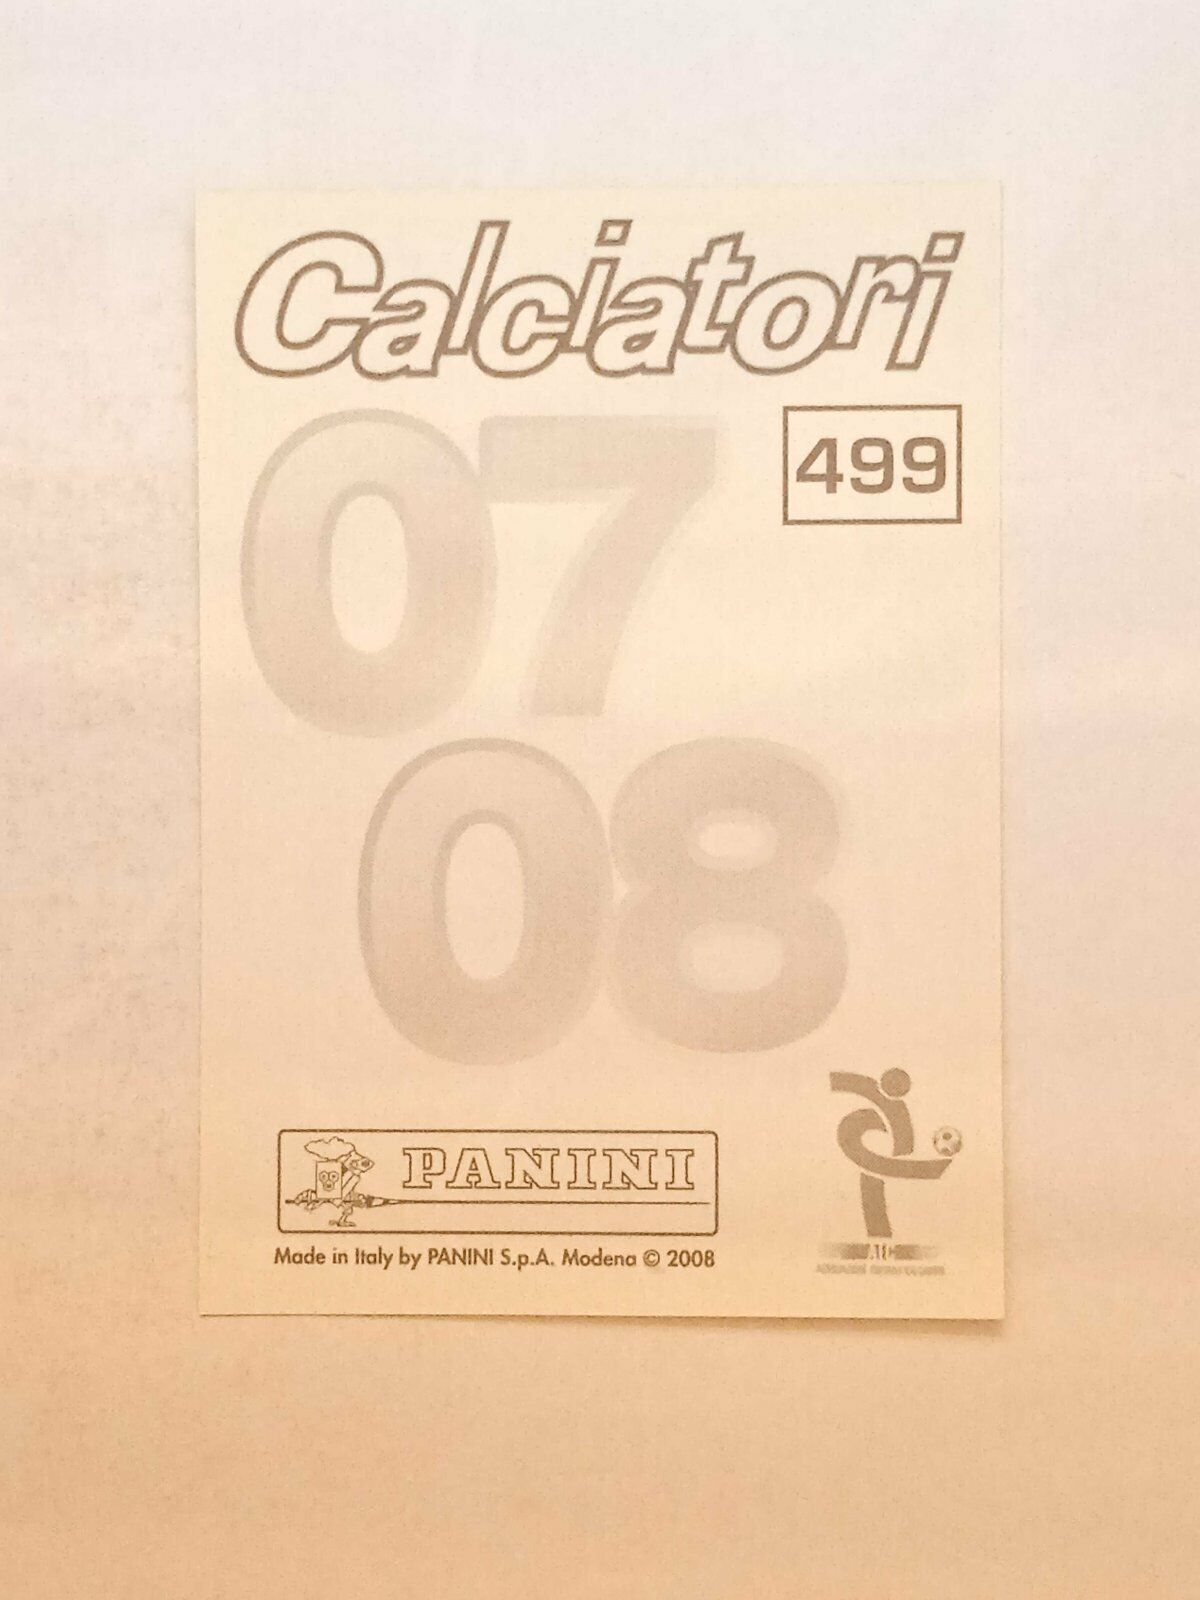 Calciatori
07
499
08
PANINI
Made in Italy by PANINI S.p.A. Modena © 2008